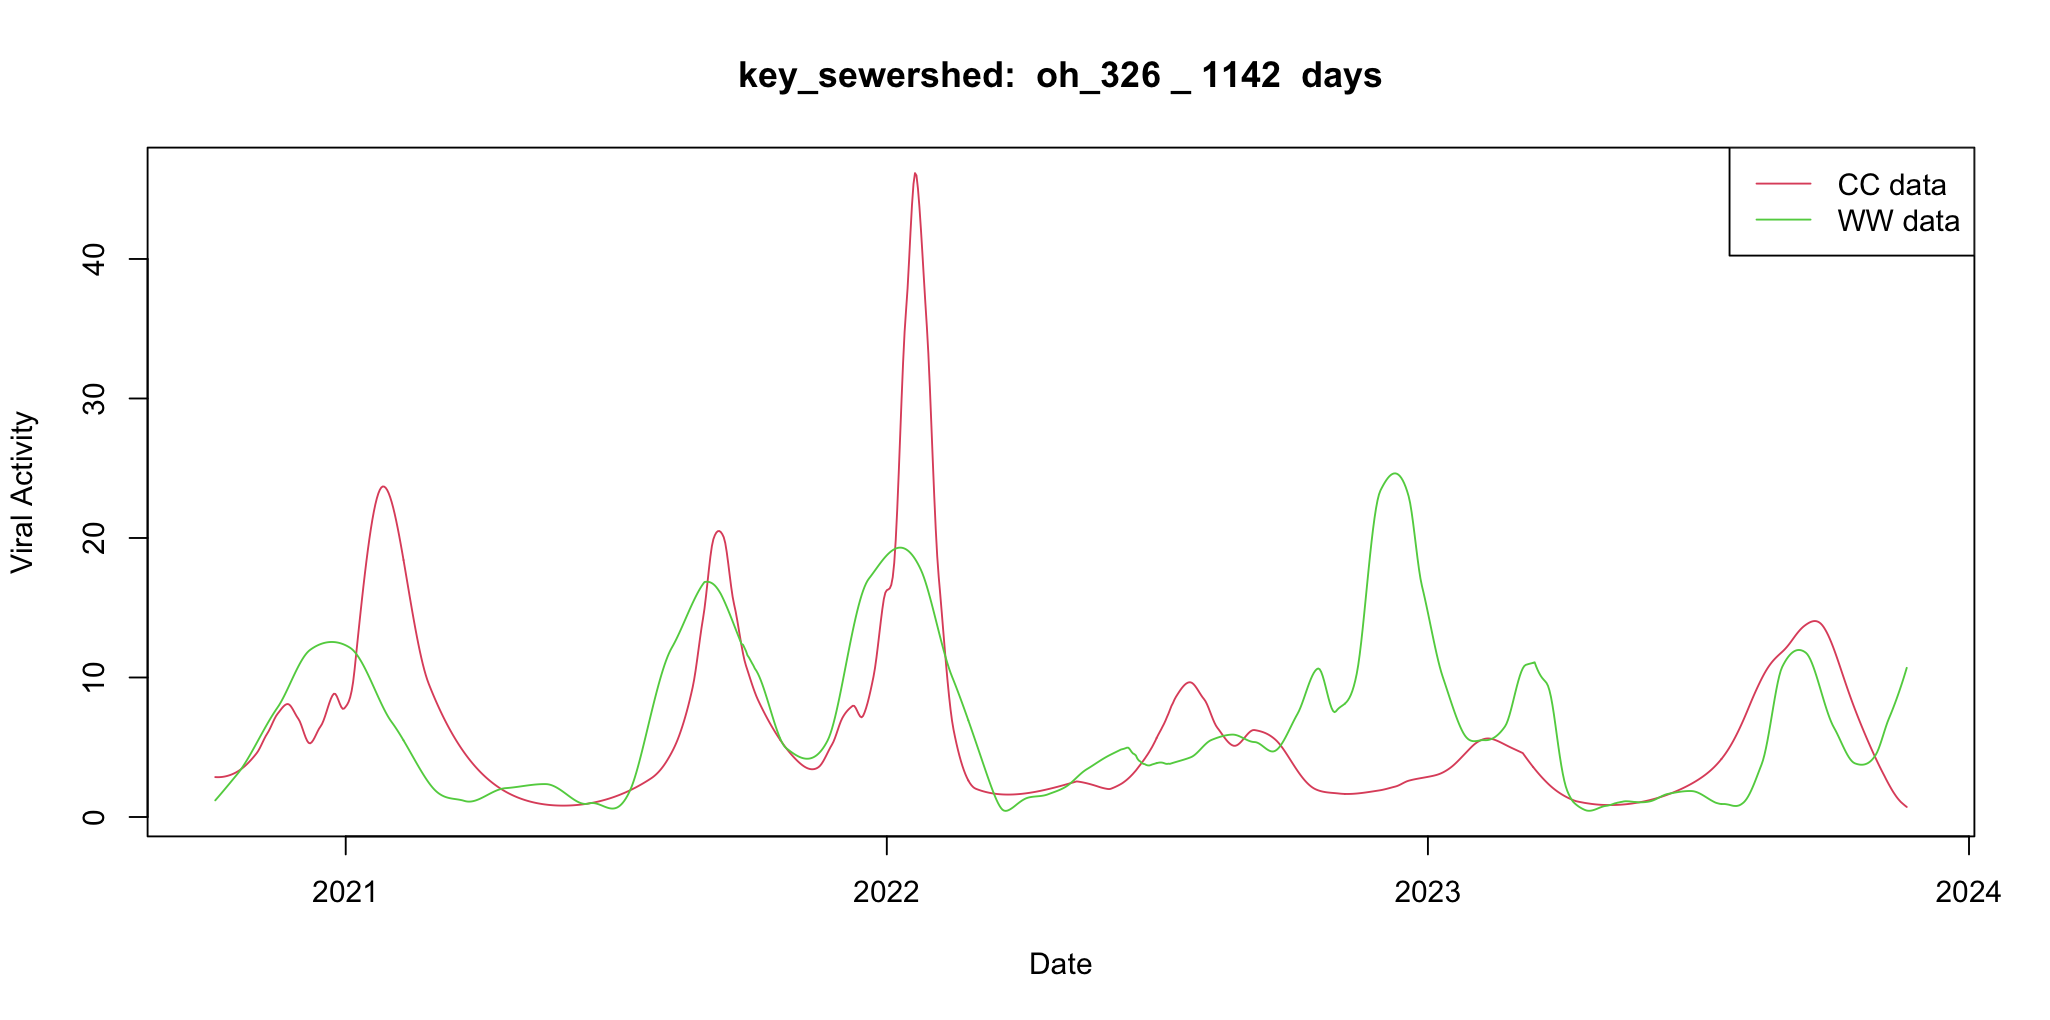 key_sewershed:  oh_326 _ 1142  days
CC data
WW data
Viral Activity
40
30
20
10
0
2021
2022
2023
2024
Date